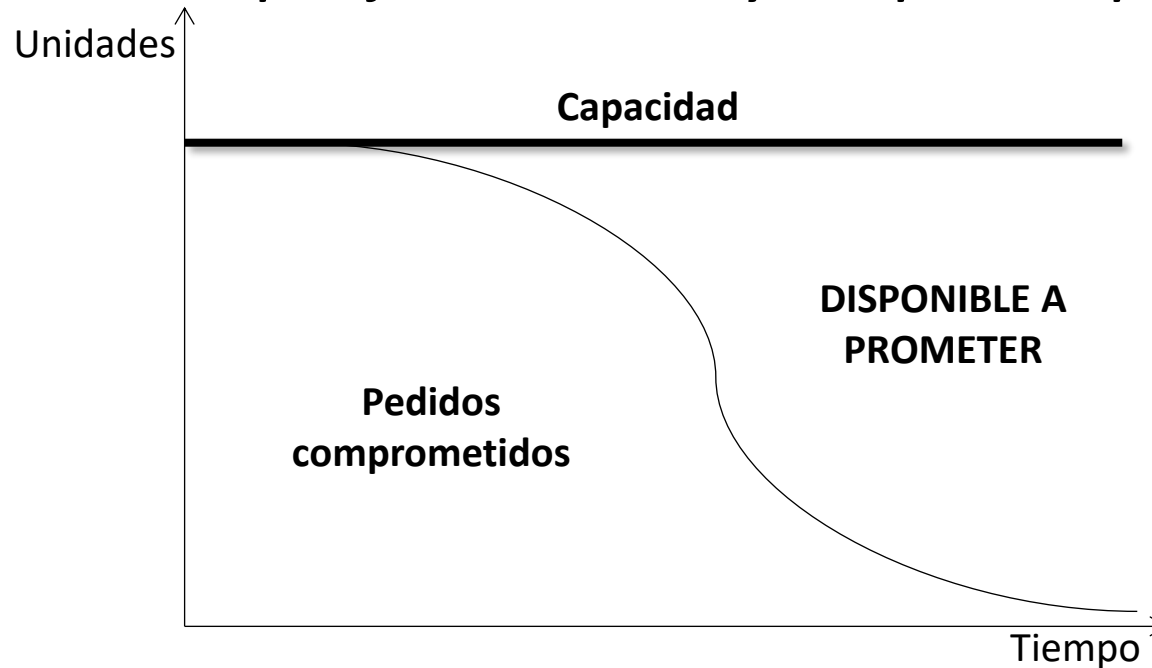 Unidades
Capacidad
DISPONIBLE A
PROMETER
Pedidos
comprometidos
Tiempo